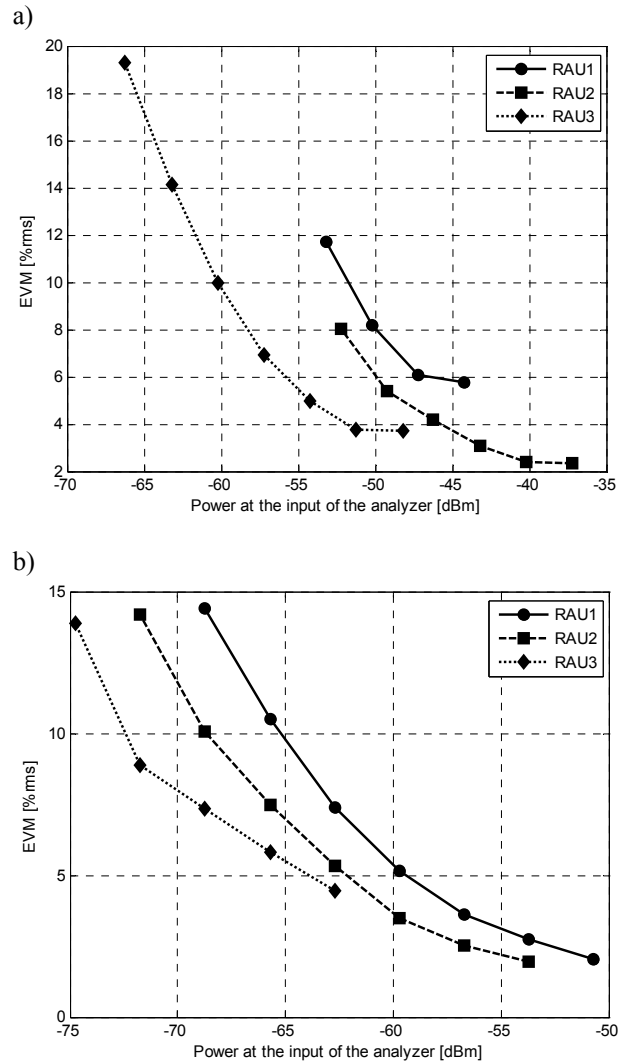 a)
20
18
16
14
12
10
8
6
4
2
EVM [%rms]
RAU1
RAU2
RAU3
-70 -65 -60 -55 -50 -45 -40 -35
Power at the input of the analyzer [dBm]
b)
15
10
5
0
EVM [%rms]
RAU1
RAU2
RAU3
-75 -70 -65 -60 -55 -50
Power at the input of the analyzer [dBm]